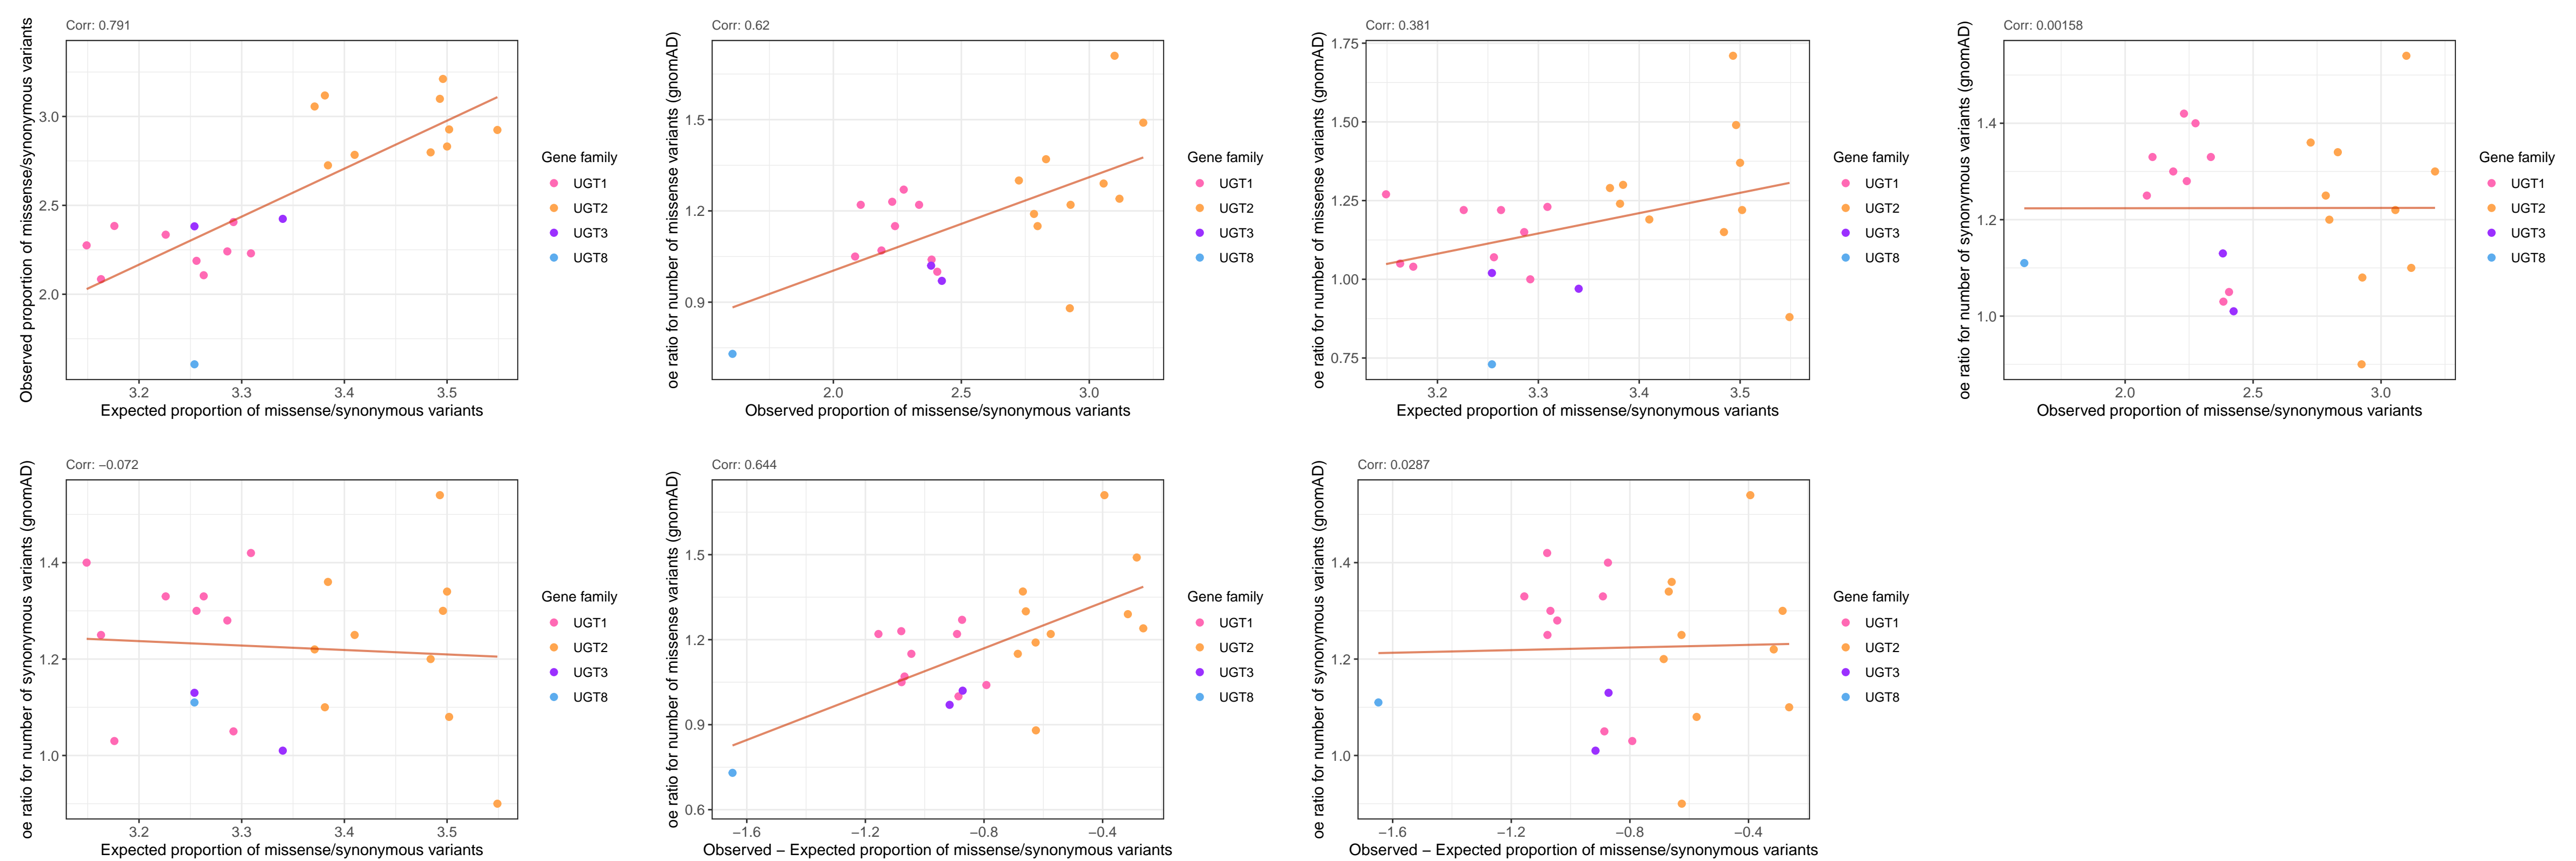 Corr: 0.791
Observed proportion of missense/synonymous variants
3.0
2.5
2.0
3.2 3.3 3.4 3.5
Expected proportion of missense/synonymous variants
Gene family
UGT1
UGT2
UGT3
UGT8
Corr: 0.62
oe ratio for number of missense variants (gnomAD)
1.5
1.2
0.9
2.0 2.5 3.0
Observed proportion of missense/synonymous variants
Gene family
UGT1
UGT2
UGT3
UGT8
Corr: 0.381
oe ratio for number of missense variants (gnomAD)
1.75
1.50
1.25
1.00
0.75
3.2 3.3 3.4 3.5
Expected proportion of missense/synonymous variants
Gene family
UGT1
UGT2
UGT3
UGT8
Corr: 0.00158
oe ratio for number of synonymous variants (gnomAD)
1.4
1.2
1.0
2.0 2.5 3.0
Observed proportion of missense/synonymous variants
Gene family
UGT1
UGT2
UGT3
UGT8
Corr: −0.072
oe ratio for number of synonymous variants (gnomAD)
1.4
1.2
1.0
3.2 3.3 3.4 3.5
Expected proportion of missense/synonymous variants
Gene family
UGT1
UGT2
UGT3
UGT8
Corr: 0.644
oe ratio for number of missense variants (gnomAD)
1.5
1.2
0.9
0.6
−1.6 −1.2 −0.8 −0.4
Observed − Expected proportion of missense/synonymous variants
Gene family
UGT1
UGT2
UGT3
UGT8
Corr: 0.0287
oe ratio for number of synonymous variants (gnomAD)
1.4
1.2
1.0
−1.6 −1.2 −0.8 −0.4
Observed − Expected proportion of missense/synonymous variants
Gene family
UGT1
UGT2
UGT3
UGT8